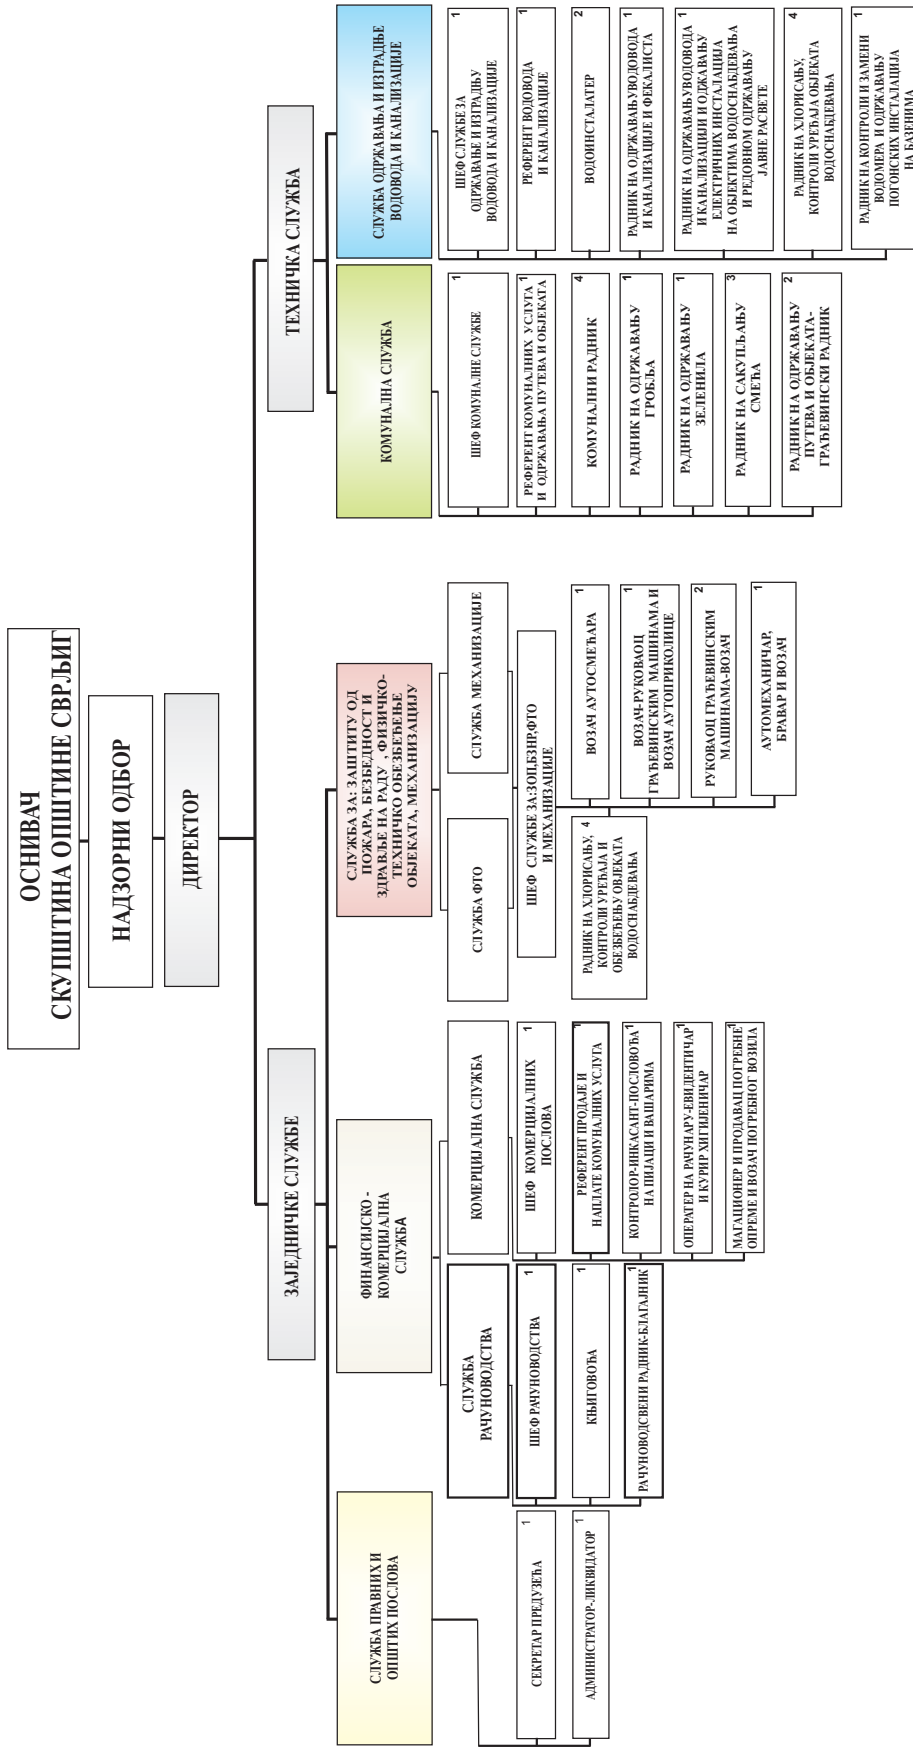 ОСНИВАЧ
СКУПШТИНА ОПШТИНЕ СВРЉИГ
НАДЗОРНИ ОДБОР
ДИРЕКТОР
ЗАЈЕДНИЧКЕ СЛУЖБЕ
ТЕХНИЧКА СЛУЖБА
СЛУЖБА ПРАВНИХ И
ОПШТИХ ПОСЛОВА
СЕКРЕТАР ПРЕДУЗЕЋА
1
АДМИНИСТРАТОР-ЛИКВИДАТОР
1
ФИНАНСИЈСКО -
КОМЕРЦИЈАЛНА
СЛУЖБА
СЛУЖБА
РАЧУНОВОДСТВА
ШЕФ РАЧУНОВОДСТВА
1
КЊИГОВОЂА
1
РАЧУНОВОДСВЕНИ РАДНИК-БЛАГАЈНИК
1
КОМЕРЦИЈАЛНА СЛУЖБА
ШЕФ КОМЕРЦИЈАЛНИХ
ПОСЛОВА
1
РЕФЕРЕНТ ПРОДАЈЕ И
НАПЛАТЕ КОМУНАЛНИХ УСЛУГА
1
КОНТРОЛОР-ИНКАСАНТ-ПОСЛОВОЂА
НА ПИЈАЦИ И ВАШАРИМА
1
ОПЕРАТЕР НА РАЧУНАРУ-ЕВИДЕНТИЧАР
И КУРИР ХИГИЈЕНИЧАР
1
МАГАЦИОНЕР И ПРОДАВАЦ ПОГРЕБНЕ
ОПРЕМЕ И ВОЗАЧ ПОГРЕБНОГ ВОЗИЛА
1
СЛУЖБА ЗА: ЗАШТИТУ ОД
ПОЖАРА, БЕЗБЕДНОСТ И
ЗДРАВЉЕ НА РАДУ , ФИЗИЧКО-
ТЕХНИЧКО ОБЕЗБЕЂЕЊЕ
ОБЈЕКАТА, МЕХАНИЗАЦИЈУ
СЛУЖБА ФТО
СЛУЖБА МЕХАНИЗАЦИЈЕ
ШЕФ СЛУЖБЕ ЗА:ЗОП,БЗНР,ФТО
И МЕХАНИЗАЦИЈЕ
1
РАДНИК НА ХЛОРИСАЊУ,
КОНТРОЛИ УРЕЂАЈА И
ОБЕЗБЕЂЕЊУ ОБЈЕКАТА
ВОДОСНАБДЕВАЊА
4
ВОЗАЧ АУТОСМЕЋАРА
1
ВОЗАЧ-РУКОВАОЦ
ГРАЂЕВИНСКИМ МАШИНАМА И
ВОЗАЧ АУТОПРИКОЛИЦЕ
1
РУКОВАОЦ ГРАЂЕВИНСКИМ
МАШИНАМА-ВОЗАЧ
2
АУТОМЕХАНИЧАР,
БРАВАР И ВОЗАЧ
1
КОМУНАЛНА СЛУЖБА
ШЕФ КОМУНАЛНЕ СЛУЖБЕ
1
РЕФЕРЕНТ КОМУНАЛНИХ УСЛУГА
И ОДРЖАВАЊА ПУТЕВА И ОБЈЕКАТА
1
КОМУНАЛНИ РАДНИК
4
РАДНИК НА ОДРЖАВАЊУ
ГРОБЉА
1
РАДНИК НА ОДРЖАВАЊУ
ЗЕЛЕНИЛА
1
РАДНИК НА САКУПЉАЊУ
СМЕЋА
3
РАДНИК НА ОДРЖАВАЊУ
ПУТЕВА И ОБЈЕКАТА-
ГРАЂЕВИНСКИ РАДНИК
2
СЛУЖБА ОДРЖАВАЊА И ИЗГРАДЊЕ
ВОДОВОДА И КАНАЛИЗАЦИЈЕ
ШЕФ СЛУЖБЕ ЗА
ОДРЖАВАЊЕ И ИЗГРАДЊУ
ВОДОВОДА И КАНАЛИЗАЦИЈЕ
1
РЕФЕРЕНТ ВОДОВОДА
И КАНАЛИЗАЦИЈЕ
1
ВОДОИНСТАЛАТЕР
2
РАДНИК НА ОДРЖАВАЊУВОДОВОДА
И КАНАЛИЗАЦИЈЕ И ФЕКАЛИСТА
1
РАДНИК НА ОДРЖАВАЊУВОДОВОДА
И КАНАЛИЗАЦИЈИ И ОДЖАВАЊУ
ЕЛЕКТРИЧНИХ ИНСТАЛАЦИЈА
НА ОБЈЕКТИМА ВОДОСНАБДЕВАЊА
И РЕДОВНОМ ОДРЖАВАЊУ
ЈАВНЕ РАСВЕТЕ
1
РАДНИК НА ХЛОРИСАЊУ,
КОНТРОЛИ УРЕЂАЈА ОБЈЕКАТА
ВОДОСНАБДЕВАЊА
4
РАДНИК НА КОНТРОЛИ И ЗАМЕНИ
ВОДОМЕРА И ОДРЖАВАЊУ
ПОГОНСКИХ ИНСТАЛАЦИЈА
НА БАЗЕНИМА
1